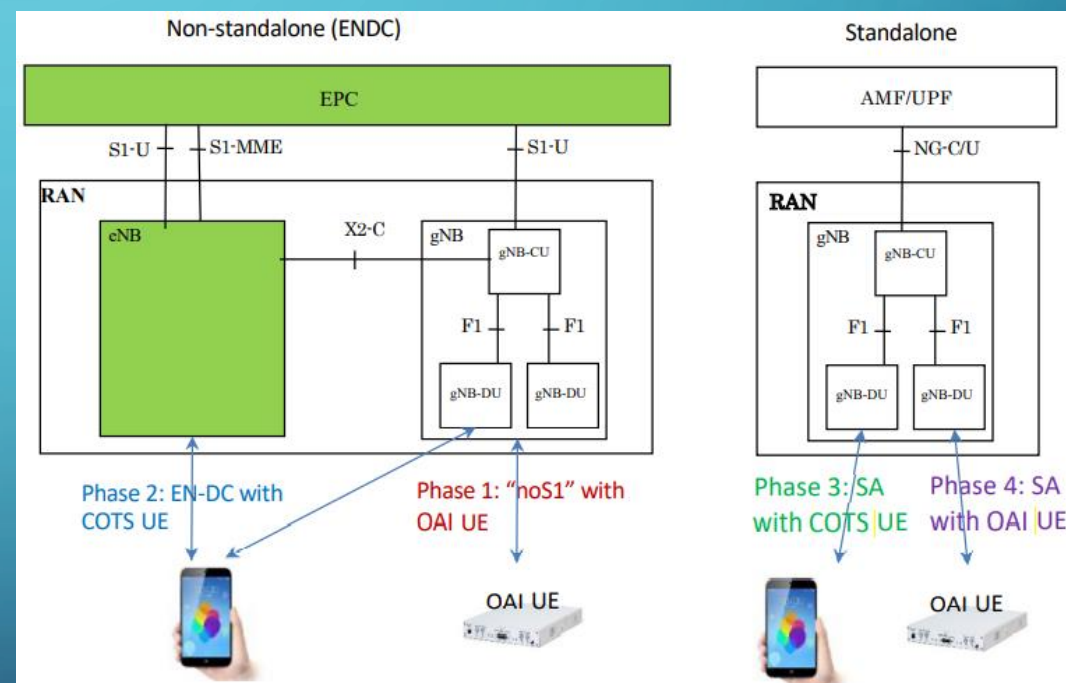 Non-standalone (ENDC)
EPC
S1-U
S1-MME
S1-U
RAN
eNB
X2-C
gNB
gNB-CU
F1
F1
gNB-DU
gNB-DU
Phase 2: EN-DC with
COTS UE
Phase 1: “noS1” with
OAI UE
OAI UE
Standalone
AMF/UPF
NG-C/U
RAN
gNB
gNB-CU
F1
F1
gNB-DU
gNB-DU
Phase 3: SA
with COTS UE
Phase 4: SA
with OAI UE
OAI UE